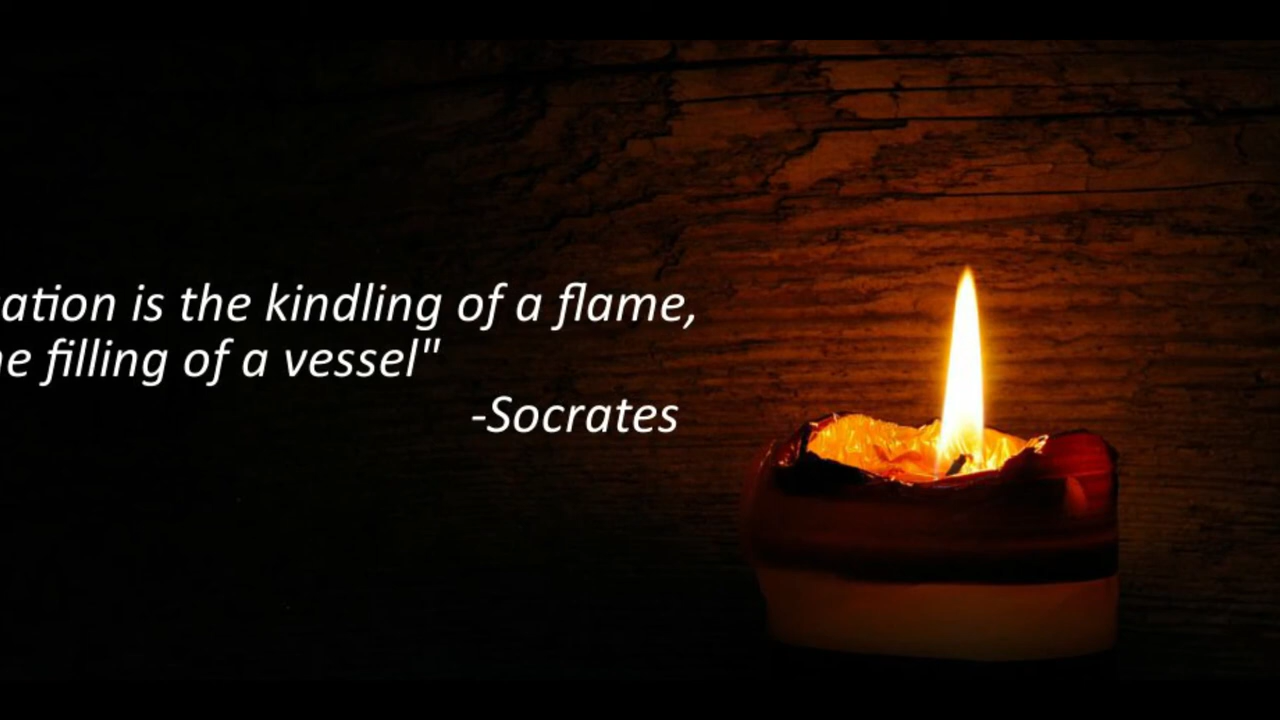 ation is the kindling of a flame,
e filling of a vessel"
-Socrates